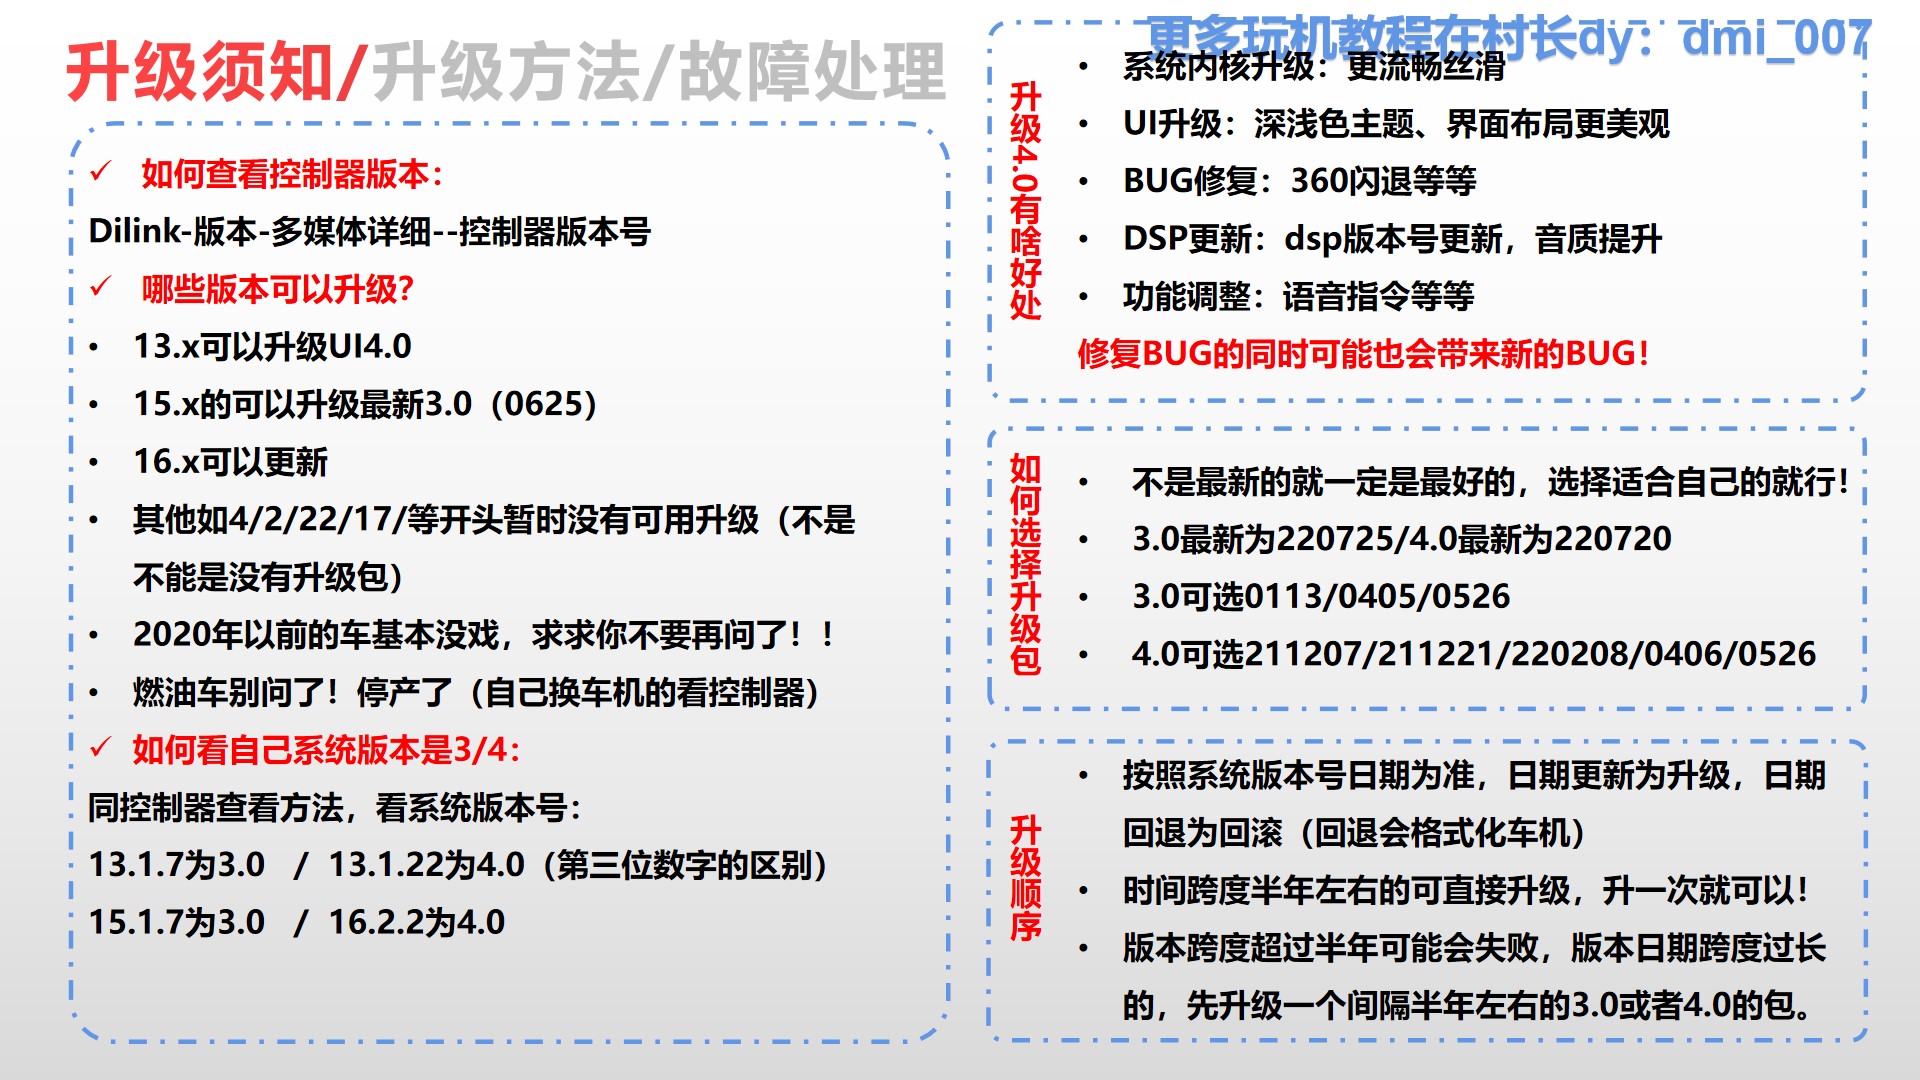 升级须知/升级方法/故障处理
如何查看控制器版本：
Dilink-版本-多媒体详细--控制器版本号
哪些版本可以升级？
• 13.x可以升级UI4.0
• 15.x的可以升级最新3.0（0625）
• 16.x可以更新
• 其他如4/2/22/17/等开头暂时没有可用升级（不是
不能是没有升级包）
• 2020年以前的车基本没戏，求求你不要再问了！！
• 燃油车别问了！停产了（自己换车机的看控制器）
如何看自己系统版本是3/4：
同控制器查看方法，看系统版本号：
13.1.7为3.0 / 13.1.22为4.0（第三位数字的区别）
15.1.7为3.0 / 16.2.2为4.0
更多玩机教程在村长dy：dmi_007
升级4.0有啥好处
• 系统内核升级：更流畅丝滑
• UI升级：深浅色主题、界面布局更美观
• BUG修复：360闪退等等
• DSP更新：dsp版本号更新，音质提升
• 功能调整：语音指令等等
修复BUG的同时可能也会带来新的BUG！
如何选择升级包
• 不是最新的就一定是最好的，选择适合自己的就行！
• 3.0最新为220725/4.0最新为220720
• 3.0可选0113/0405/0526
• 4.0可选211207/211221/220208/0406/0526
升级顺序
• 按照系统版本号日期为准，日期更新为升级，日期
回退为回滚（回退会格式化车机）
• 时间跨度半年左右的可直接升级，升一次就可以！
• 版本跨度超过半年可能会失败，版本日期跨度过长
的，先升级一个间隔半年左右的3.0或者4.0的包。